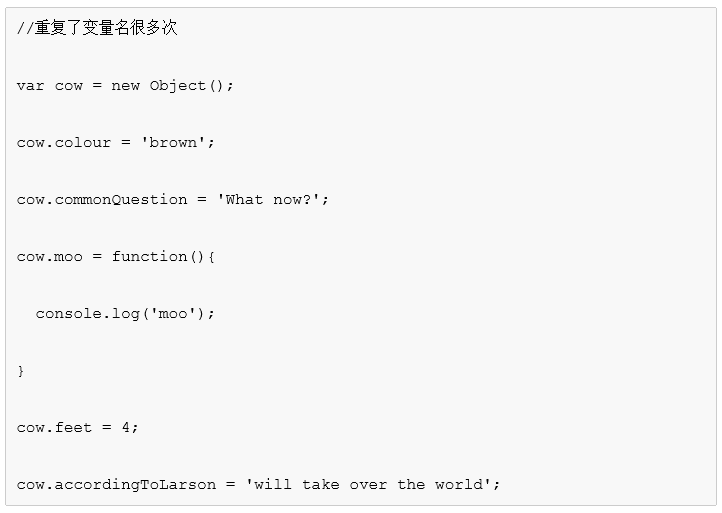 //重复了变量名很多次
var cow = new Object();
cow.colour = 'brown';
cow.commonQuestion = 'What now?';
cow.moo = function(){
  console.log('moo');
}
cow.feet = 4;
cow.accordingToLarson = 'will take over the world';